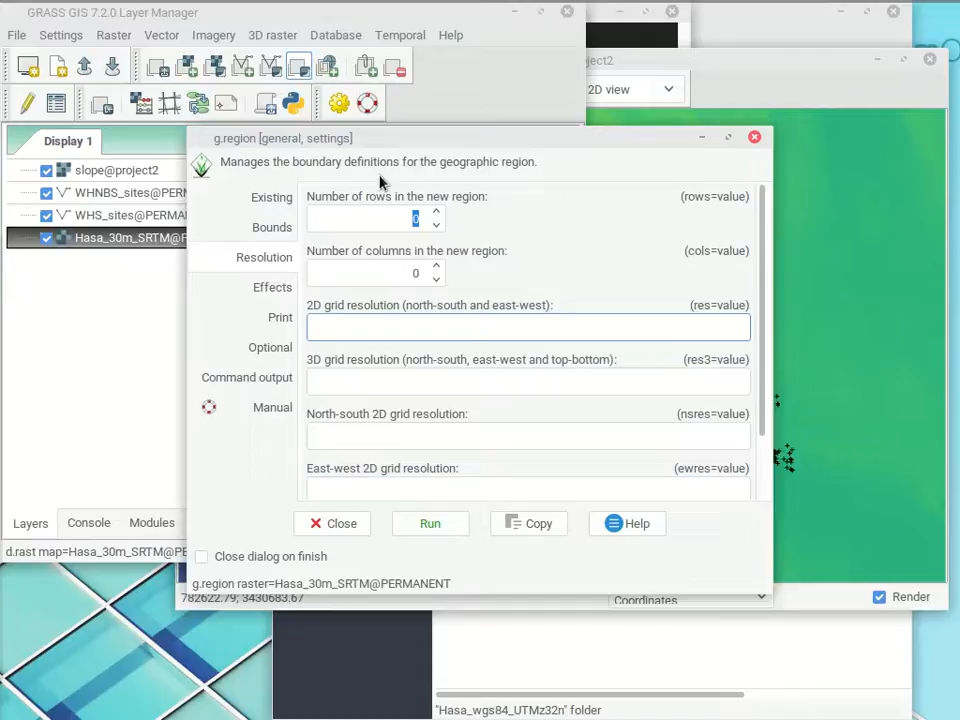 GRASS GIS 7.2.0 Layer Manager
File Settings Raster Vector Imagery 3D raster Database Temporal Help
ject2
2D view
Display 1
slope@project2
WHNBS_sites@PERM
WHS_sites@PERMA
Hasa_30m_SRTM@P
g.region [general, settings]
Manages the boundary definitions for the geographic region.
Existing
Bounds
Resolution
Effects
Print
Optional
Command output
Manual
Number of rows in the new region: (rows=value)
0
Number of columns in the new region: (cols=value)
0
2D grid resolution (north-south and east-west): (res=value)
3D grid resolution (north-south, east-west and top-bottom): (res3=value)
North-south 2D grid resolution: (nsres=value)
East-west 2D grid resolution: (ewres=value)
Close Run Copy Help
Close dialog on finish
g.region raster=Hasa_30m_SRTM@PERMANENT
Layers Console Modules
d.rast map=Hasa_30m_SRTM@PE
782622.79; 3430683.67
Coordinates
Render
"Hasa_wgs84_UTMz32n" folder